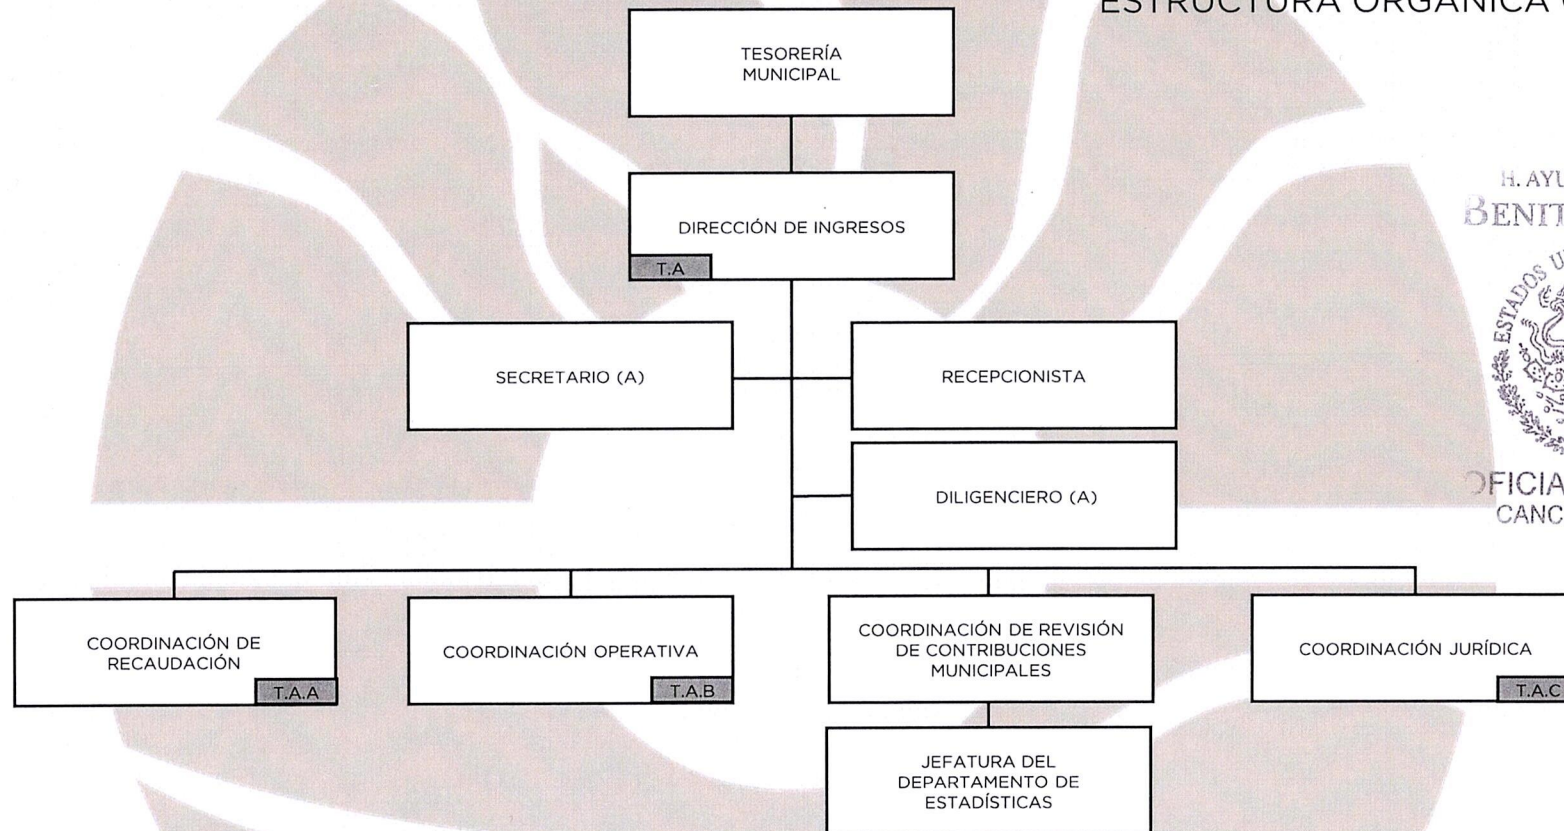 ESTRUCTURA ORGÁNICA
TESORERÍA
MUNICIPAL
H. AYU
BENIT
DIRECCIÓN DE INGRESOS
T.A
ESTADOS U
SECRETARIO (A)
RECEPCIONISTA
DILIGENCIERO (A)
OFICIA
CANC
COORDINACIÓN DE
RECAUDACIÓN
T.A.A
COORDINACIÓN OPERATIVA
T.A.B
COORDINACIÓN DE REVISIÓN
DE CONTRIBUCIONES
MUNICIPALES
COORDINACIÓN JURÍDICA
T.A.C
JEFATURA DEL
DEPARTAMENTO DE
ESTADÍSTICAS